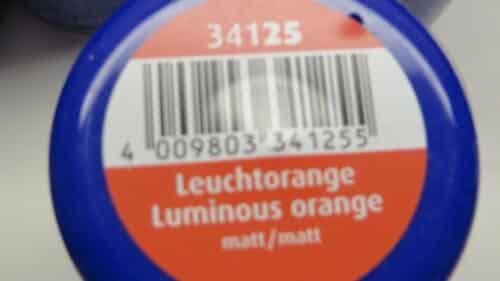 34125
4 009803 341255
Leuchtorange
Luminous orange
matt/matt